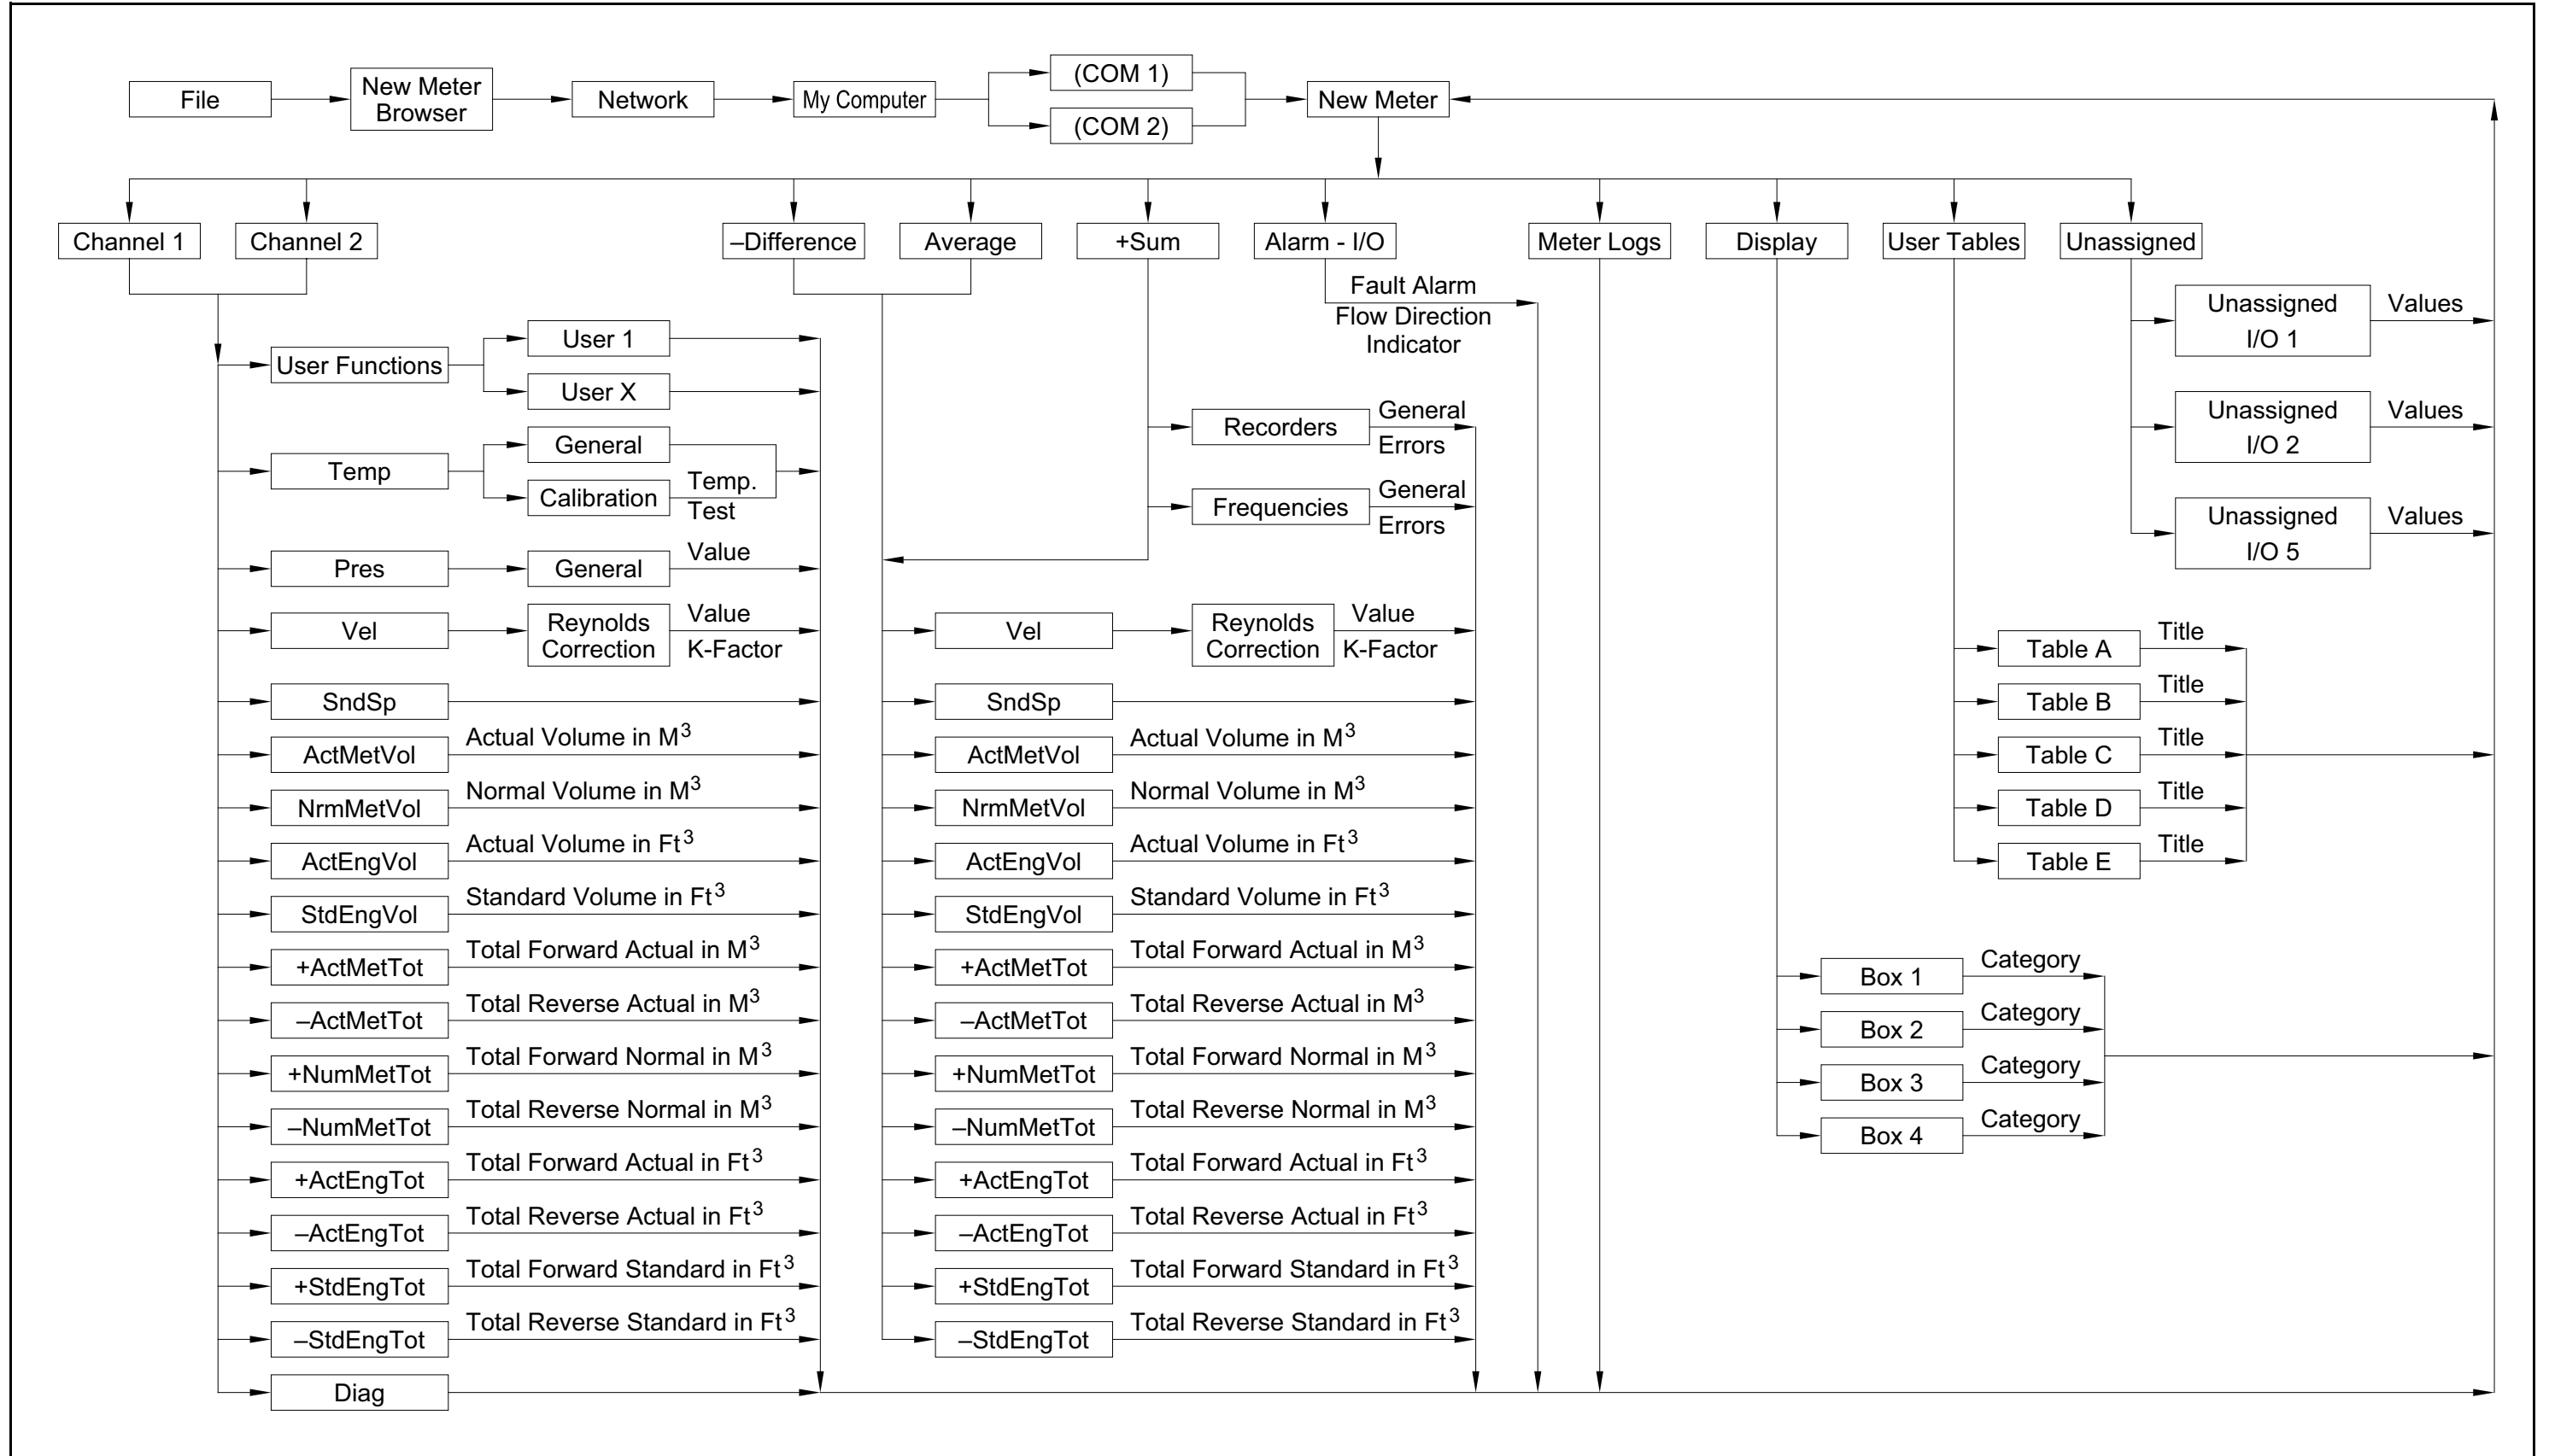 File
New Meter
Browser
Network
My Computer
(COM 1)
(COM 2)
New Meter
Channel 1
Channel 2
–Difference
Average
+Sum
Alarm - I/O
Meter Logs
Display
User Tables
Unassigned
Fault Alarm
Flow Direction
Indicator
User Functions
User 1
User X
Temp
General
Calibration
Temp.
Test
Pres
General
Value
Vel
Reynolds
Correction
Value
K-Factor
SndSp
ActMetVol
Actual Volume in M³
NrmMetVol
Normal Volume in M³
ActEngVol
Actual Volume in Ft³
StdEngVol
Standard Volume in Ft³
+ActMetTot
Total Forward Actual in M³
–ActMetTot
Total Reverse Actual in M³
+NumMetTot
Total Forward Normal in M³
–NumMetTot
Total Reverse Normal in M³
+ActEngTot
Total Forward Actual in Ft³
–ActEngTot
Total Reverse Actual in Ft³
+StdEngTot
Total Forward Standard in Ft³
–StdEngTot
Total Reverse Standard in Ft³
Diag
Recorders
General
Errors
Frequencies
General
Errors
Vel
Reynolds
Correction
Value
K-Factor
SndSp
ActMetVol
Actual Volume in M³
NrmMetVol
Normal Volume in M³
ActEngVol
Actual Volume in Ft³
StdEngVol
Standard Volume in Ft³
+ActMetTot
Total Forward Actual in M³
–ActMetTot
Total Reverse Actual in M³
+NumMetTot
Total Forward Normal in M³
–NumMetTot
Total Reverse Normal in M³
+ActEngTot
Total Forward Actual in Ft³
–ActEngTot
Total Reverse Actual in Ft³
+StdEngTot
Total Forward Standard in Ft³
–StdEngTot
Total Reverse Standard in Ft³
Box 1
Category
Box 2
Category
Box 3
Category
Box 4
Category
Table A
Title
Table B
Title
Table C
Title
Table D
Title
Table E
Title
Unassigned
I/O 1
Values
Unassigned
I/O 2
Values
Unassigned
I/O 5
Values